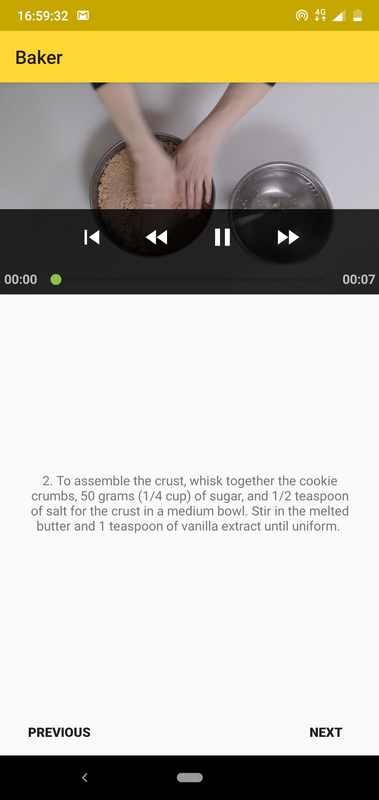 16:59:32
4G
Baker
00:00
00:07
2. To assemble the crust, whisk together the cookie
crumbs, 50 grams (1/4 cup) of sugar, and 1/2 teaspoon
of salt for the crust in a medium bowl. Stir in the melted
butter and 1 teaspoon of vanilla extract until uniform.
PREVIOUS
NEXT